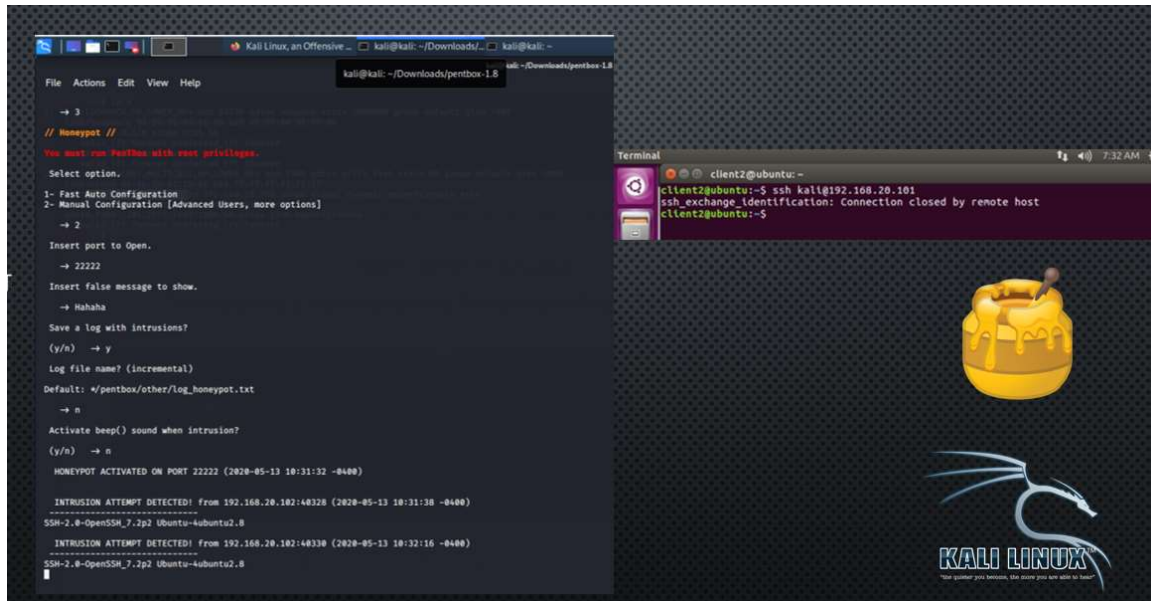 Kali Linux, an Offensive ...
kali@kali: ~/Downloads/...
kali@kali: ~
kali@kali: ~/Downloads/pentbox-1.8
File Actions Edit View Help
kali@kali: ~/Downloads/pentbox-1.8
→ 3
// Honeypot //
You must run PenTBox with root privileges.
Select option.
1- Fast Auto Configuration
2- Manual Configuration [Advanced Users, more options]
→ 2
Insert port to Open.
→ 22222
Insert false message to show.
→ Hahaha
Save a log with intrusions?
(y/n) → y
Log file name? (incremental)
Default: */pentbox/other/log_honeypot.txt
→ n
Activate beep() sound when intrusion?
(y/n) → n
HONEYPOT ACTIVATED ON PORT 22222 (2020-05-13 10:31:32 -0400)
INTRUSION ATTEMPT DETECTED! from 192.168.20.102:40328 (2020-05-13 10:31:38 -0400)
-----------------------------
SSH-2.0-OpenSSH_7.2p2 Ubuntu-4ubuntu2.8
INTRUSION ATTEMPT DETECTED! from 192.168.20.102:40330 (2020-05-13 10:32:16 -0400)
-----------------------------
SSH-2.0-OpenSSH_7.2p2 Ubuntu-4ubuntu2.8
Terminal
7:32 AM
client2@ubuntu: ~
client2@ubuntu:~$ ssh kali@192.168.20.101
ssh_exchange_identification: Connection closed by remote host
client2@ubuntu:~$
KALI LINUX™
"the quieter you become, the more you are able to hear"